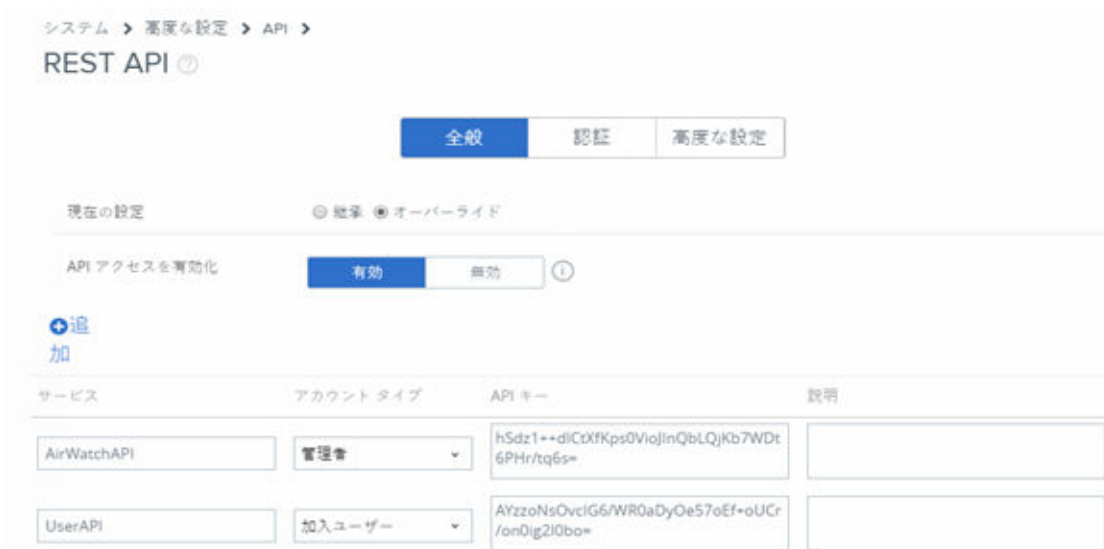 システム > 高度な設定 > API >
REST API
全般 認証 高度な設定
現在の設定 継承 オーバーライド
API アクセスを有効化 有効 無効
追
加
サービス アカウント タイプ API キー 説明
AirWatchAPI 管理者 hSdz1++dlCtXfKps0VioJlnQbLQjKb7WDt
6PHr/tq6s=
UserAPI 加入ユーザー AYzzoNsOvclG6/WR0aDyOe57oEf+oUCr
/on0ig2l0bo=